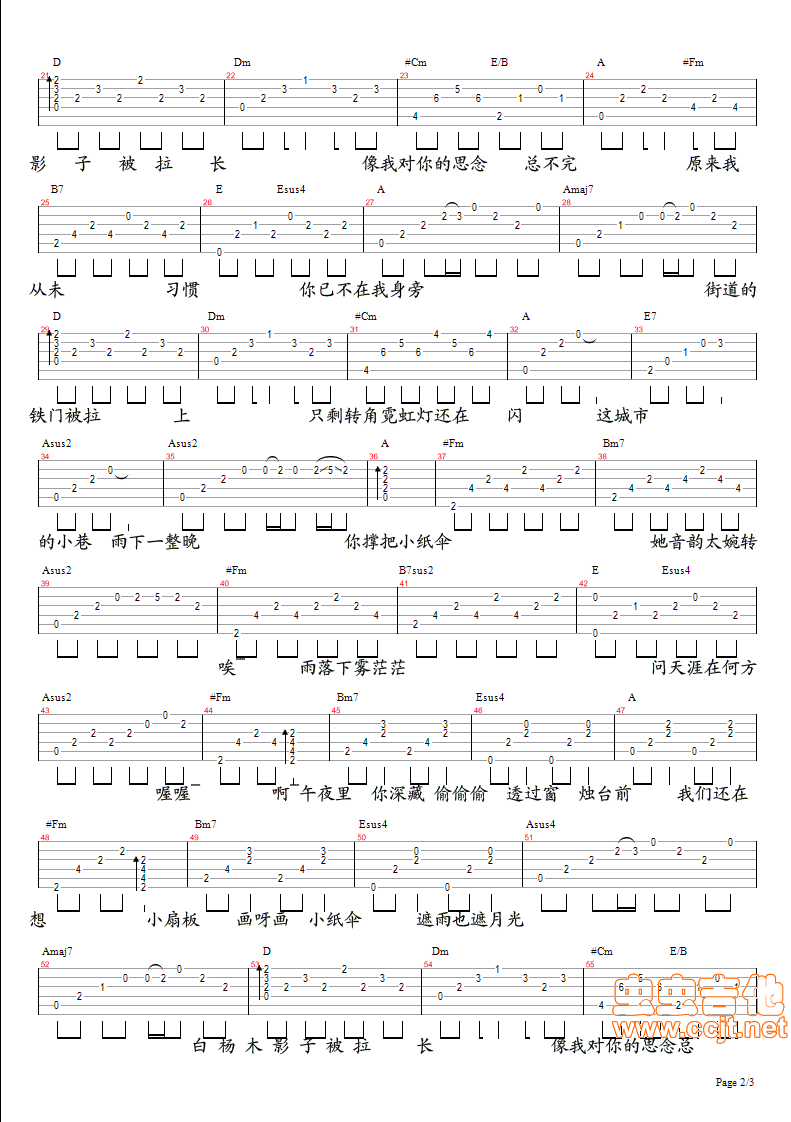 D Dm #Cm E/B A #Fm
21 22 23 24
影 子 被 拉 长 像我对你的思念 总不完 原来我
B7 E Esus4 A Amaj7
25 26 27 28
从未 习惯 你已不在我身旁 街道的
D Dm #Cm A E7
29 30 31 32 33
铁门被拉 上 只剩转角霓虹灯还在 闪 这城市
Asus2 Asus2 A #Fm Bm7
34 35 36 37 38
的小巷 雨下一整晚 你撑把小纸伞 她音韵太婉转
Asus2 #Fm B7sus2 E Esus4
39 40 41 42
唉 雨落下雾茫茫 问天涯在何方
Asus2 #Fm Bm7 Esus4 A
43 44 45 46 47
喔喔 啊 午夜里 你深藏 偷偷偷 透过窗 烛台前 我们还在
#Fm Bm7 Esus4 Asus4
48 49 50 51
想 小扇板 画呀画 小纸伞 遮雨也遮月光
Amaj7 D Dm #Cm E/B
52 53 54 55
白 杨 木 影 子 被 拉 长 像我对你的思念总
虫虫吉他
www.ccjt.net
Page 2/3